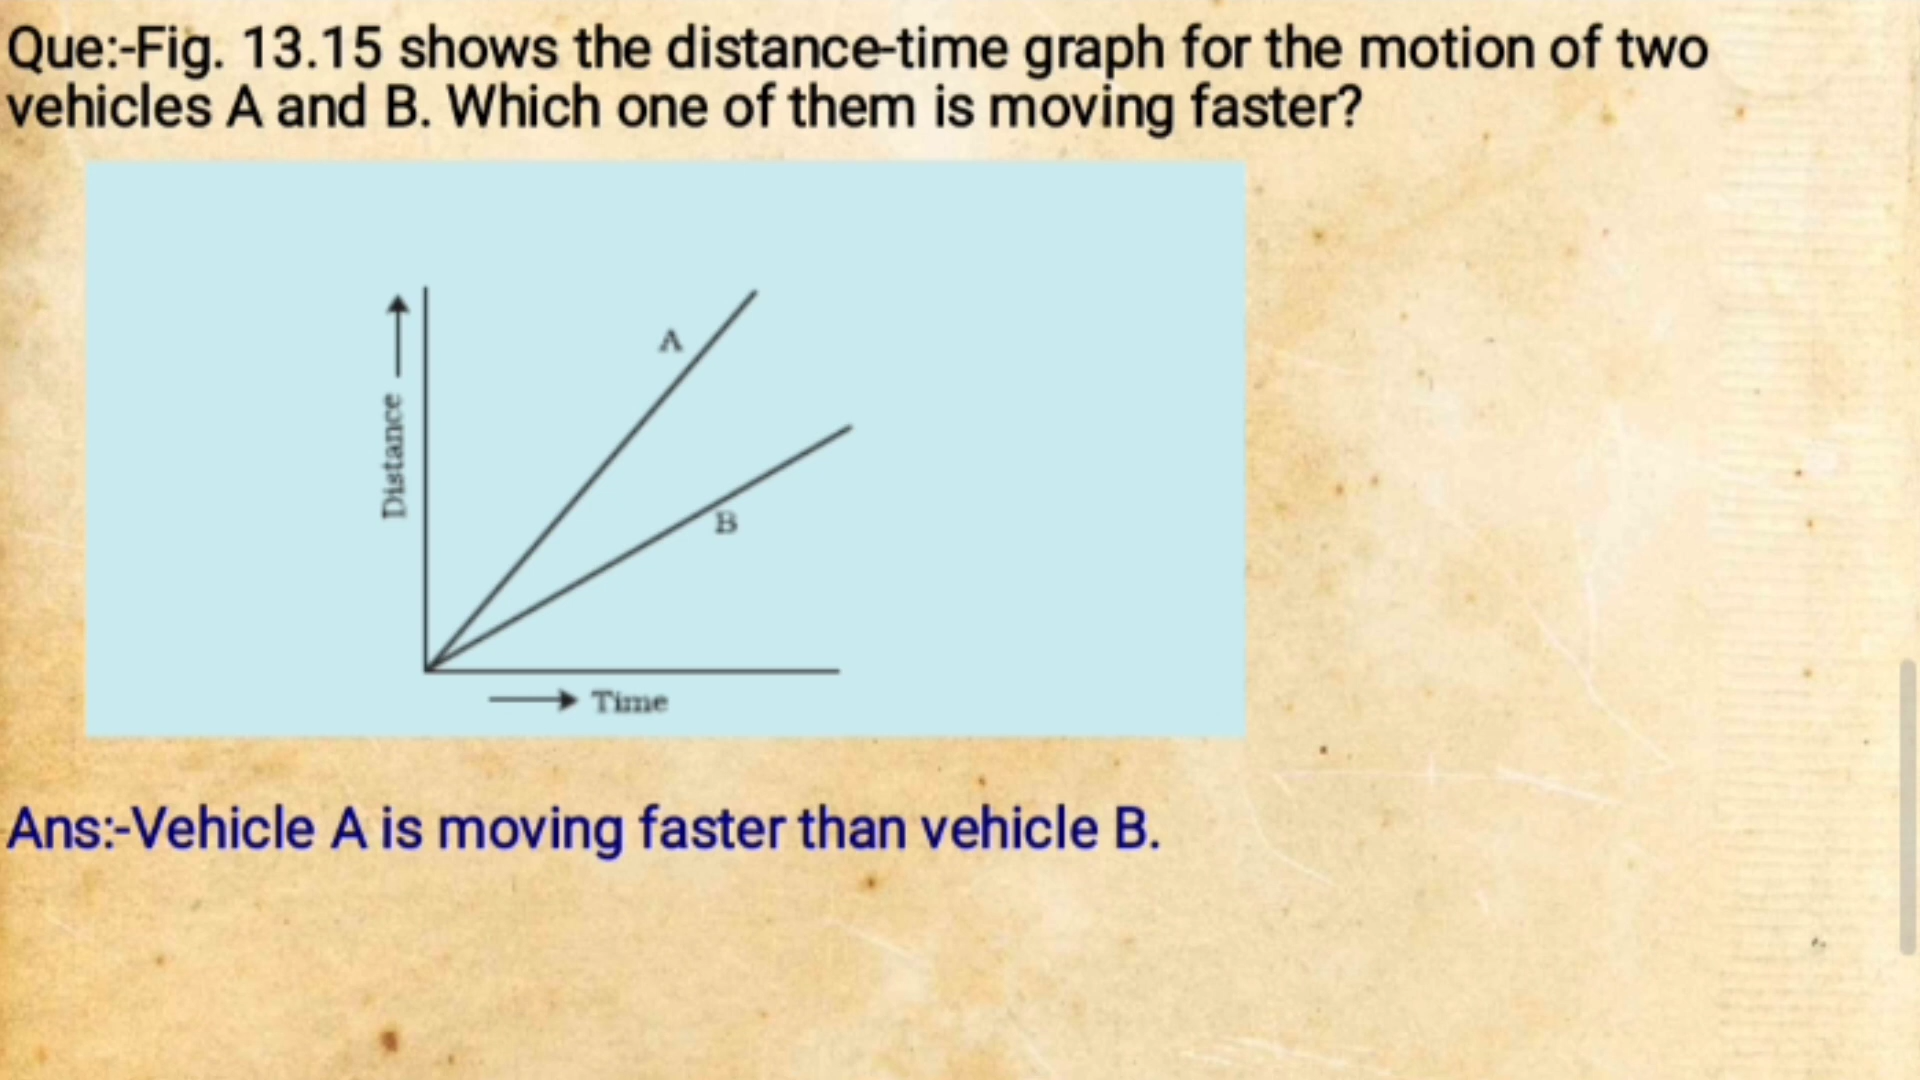 Que:-Fig. 13.15 shows the distance-time graph for the motion of two
vehicles A and B. Which one of them is moving faster?
A
Distance
B
Time
Ans:-Vehicle A is moving faster than vehicle B.